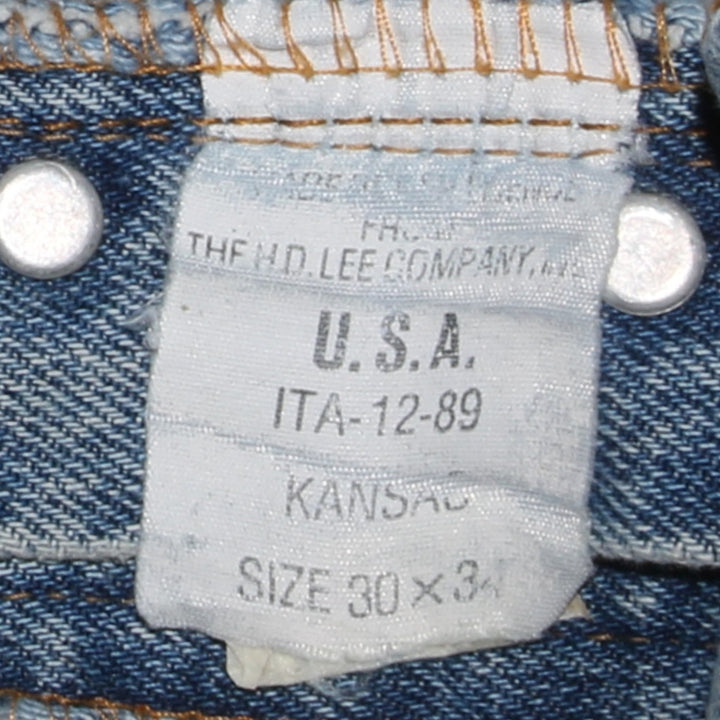 THE H.D. LEE COMPANY,
U.S.A.
ITA-12-89
KANSAS
SIZE 30 × 34